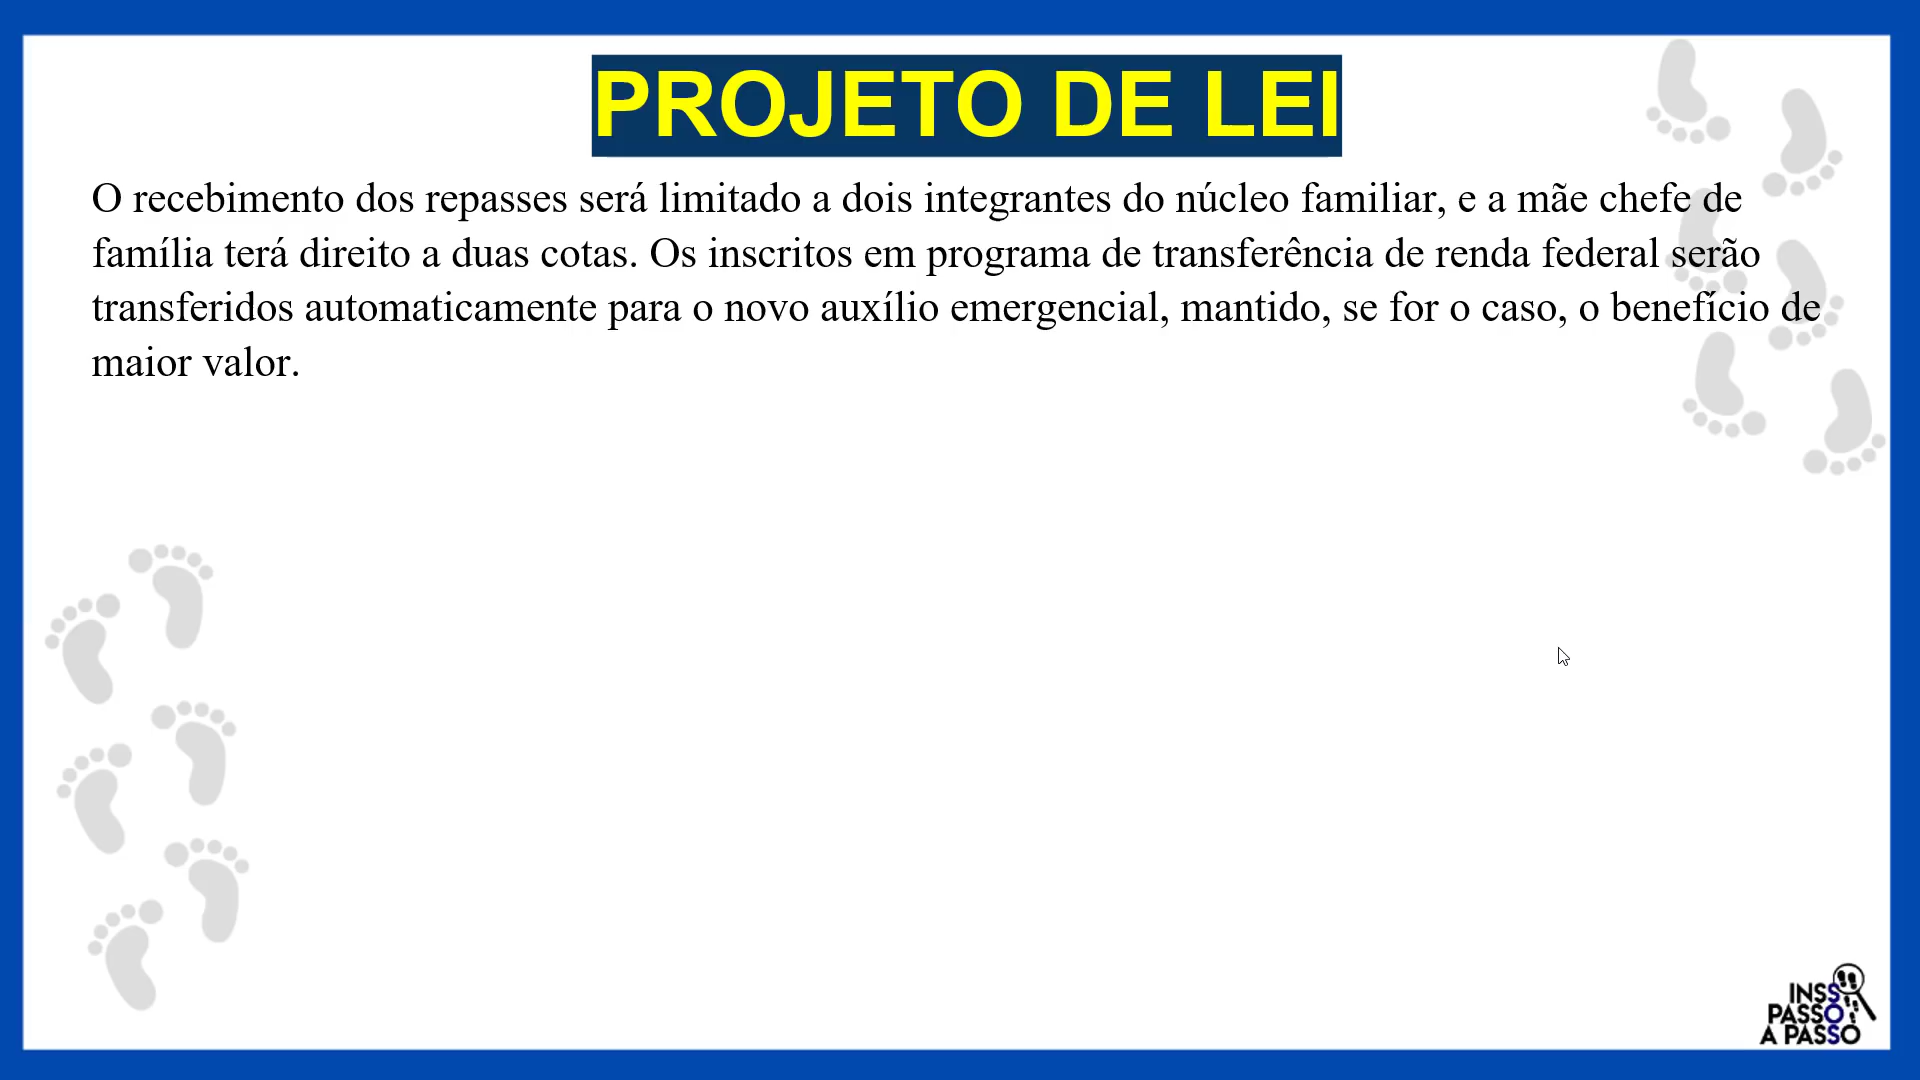 PROJETO DE LEI
O recebimento dos repasses será limitado a dois integrantes do núcleo familiar, e a mãe chefe de
família terá direito a duas cotas. Os inscritos em programa de transferência de renda federal serão
transferidos automaticamente para o novo auxílio emergencial, mantido, se for o caso, o benefício de
maior valor.
INSS
PASSO
A PASSO